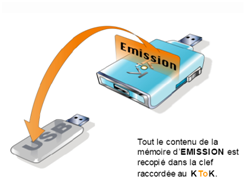 Emission
USB
Tout le contenu de la
mémoire d'EMISSION est
recopié dans la clef
raccordée au KToK.